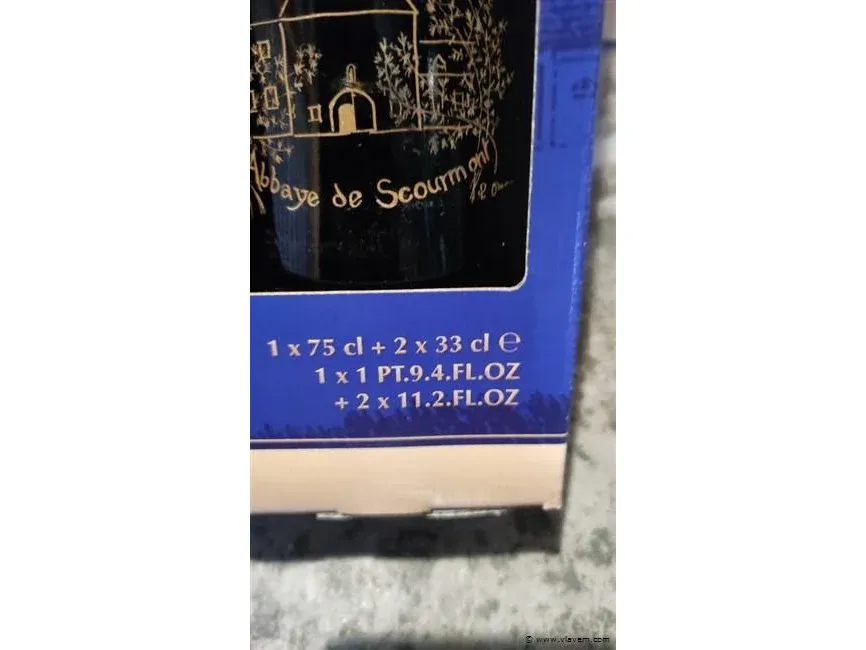 Abbaye de Scourmont
1 x 75 cl + 2 x 33 cl ℮
1 x 1 PT.9.4.FL.OZ
+ 2 x 11.2.FL.OZ
© www.vlavem.com